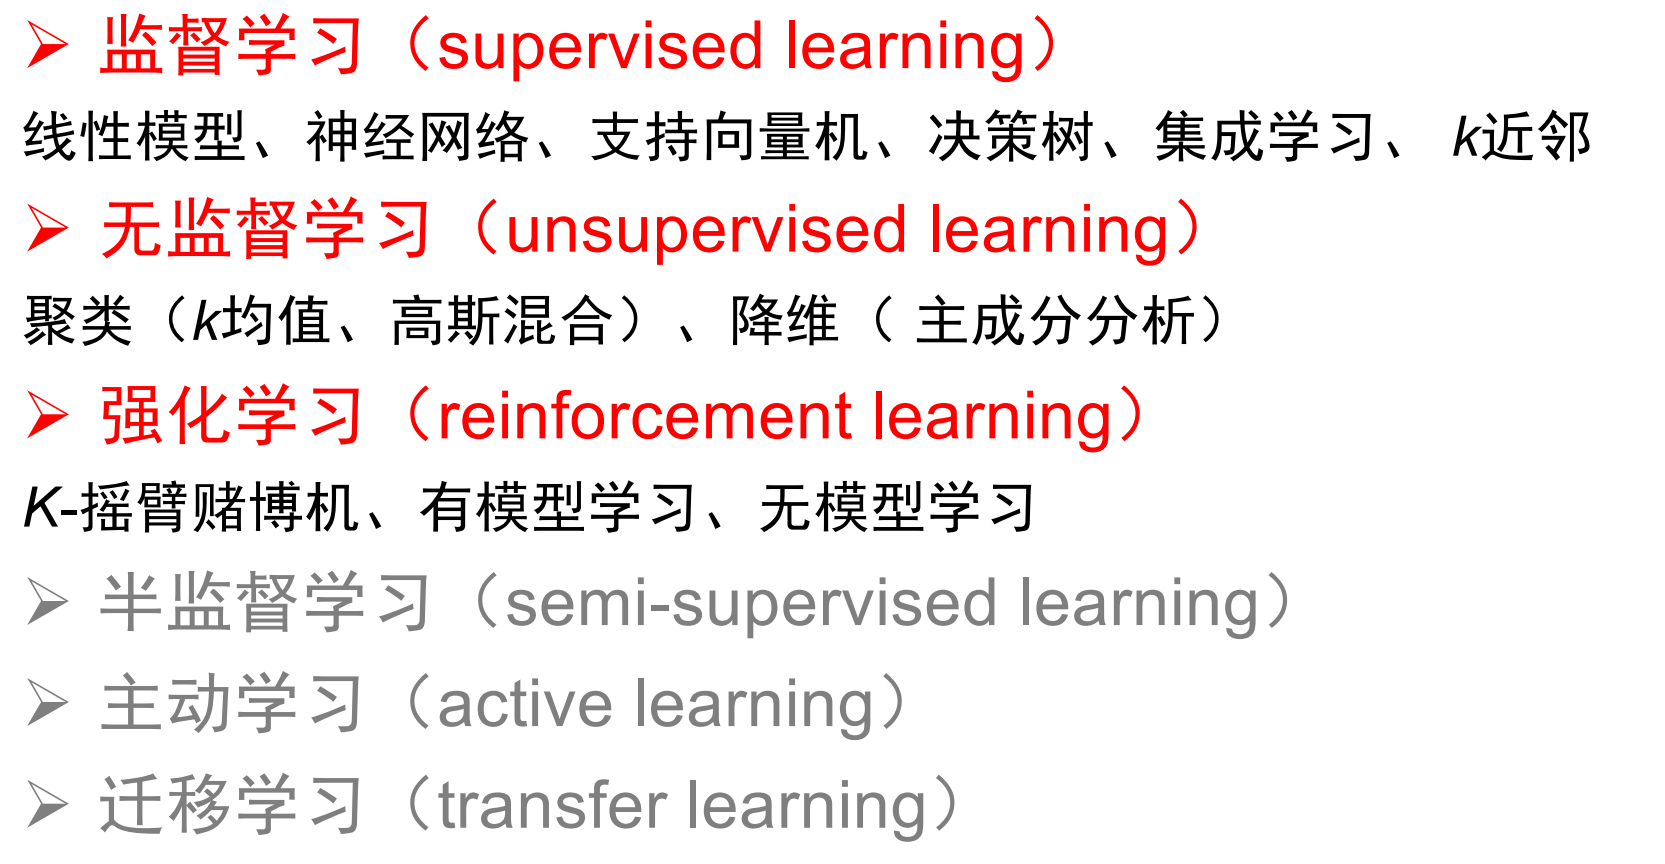 ➢ 监督学习（supervised learning）
线性模型、神经网络、支持向量机、决策树、集成学习、 k近邻
➢ 无监督学习（unsupervised learning）
聚类（k均值、高斯混合）、降维（ 主成分分析）
➢ 强化学习（reinforcement learning）
K-摇臂赌博机、有模型学习、无模型学习
➢ 半监督学习（semi-supervised learning）
➢ 主动学习（active learning）
➢ 迁移学习（transfer learning）